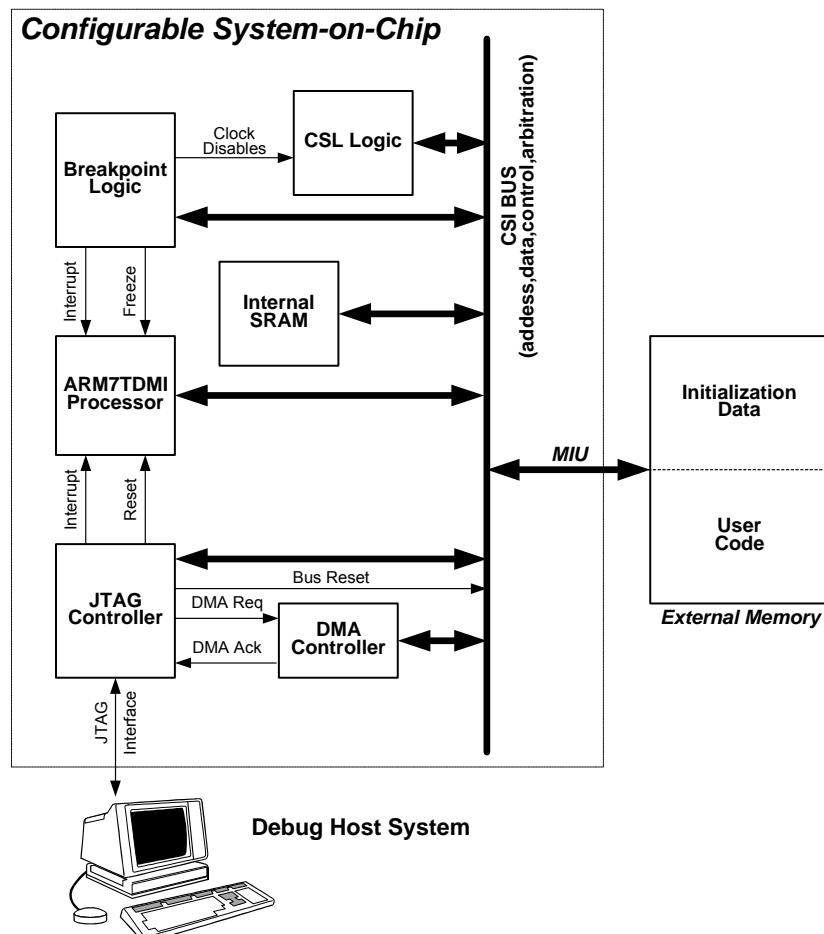 Configurable System-on-Chip
Clock
Disables
CSL Logic
Breakpoint
Logic
CSI BUS
(addess,data,control,arbitration)
Interrupt
Freeze
Internal
SRAM
ARM7TDMI
Processor
Initialization
Data
MIU
Interrupt
Reset
User
Code
JTAG
Controller
Bus Reset
DMA Req
DMA
Controller
DMA Ack
External Memory
JTAG
Interface
Debug Host System